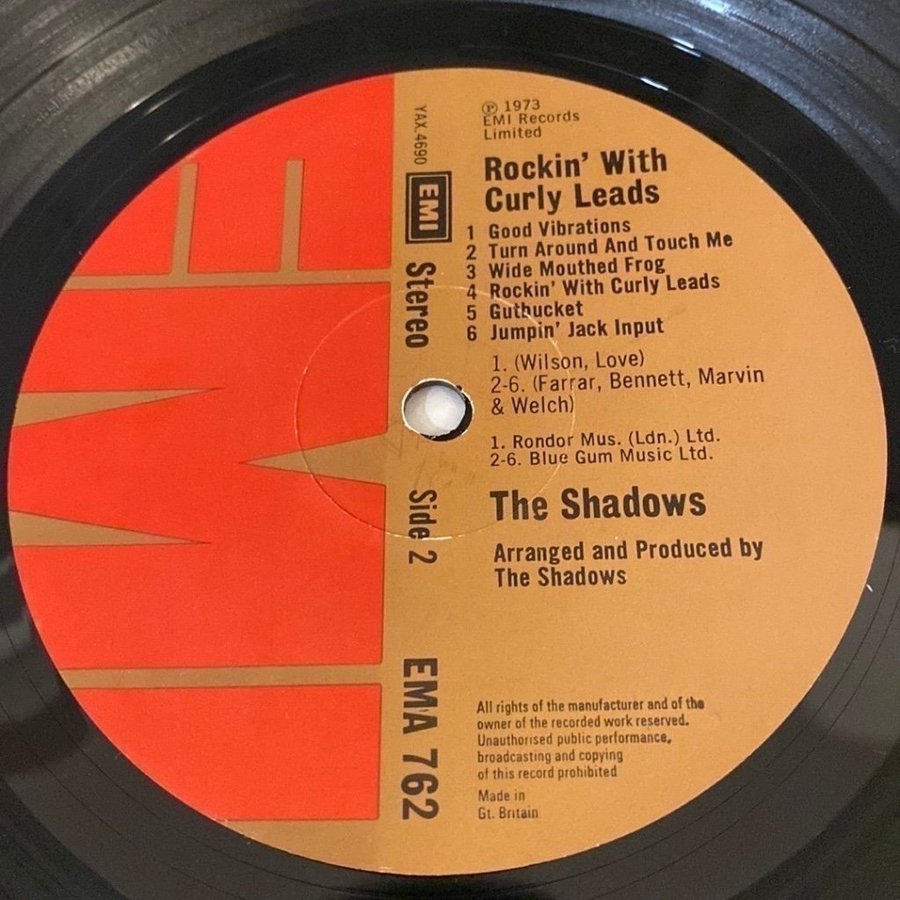 ℗ 1973
EMI Records
Limited
Rockin' With
Curly Leads
1 Good Vibrations
2 Turn Around And Touch Me
3 Wide Mouthed Frog
4 Rockin' With Curly Leads
5 Gutbucket
6 Jumpin' Jack Input
1. (Wilson, Love)
2-6. (Farrar, Bennett, Marvin
& Welch)
1. Rondor Mus. (Ldn.) Ltd.
2-6. Blue Gum Music Ltd.
The Shadows
Arranged and Produced by
The Shadows
All rights of the manufacturer and of the
owner of the recorded work reserved.
Unauthorised public performance,
broadcasting and copying
of this record prohibited
Made in
Gt. Britain
YAX.4690
EMI
Stereo
Side 2
EMA 762